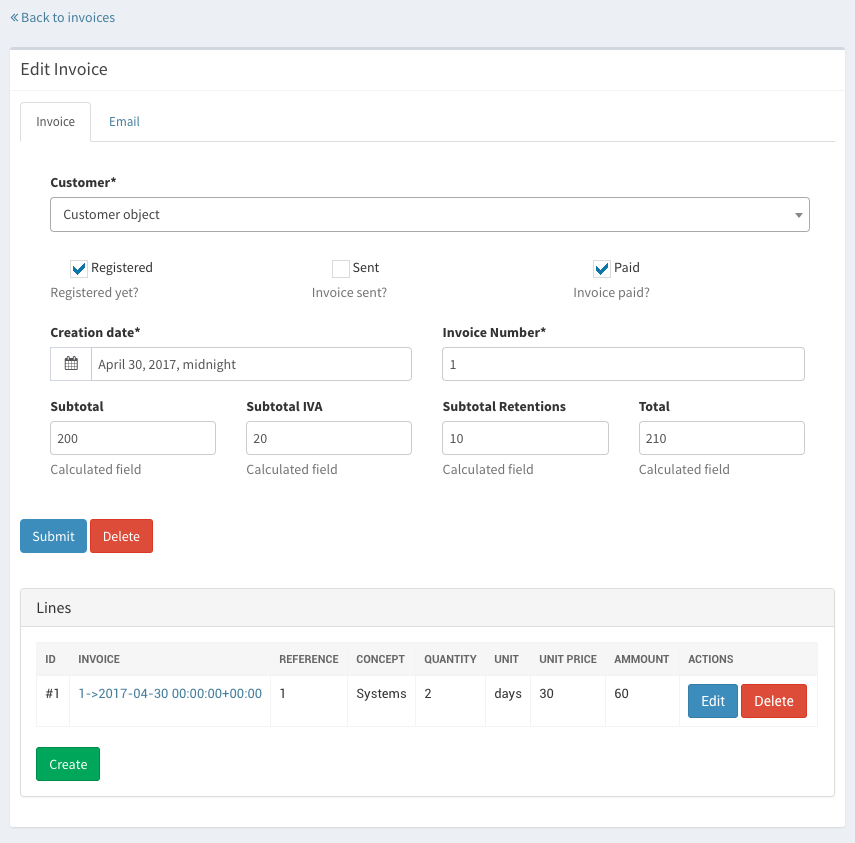 « Back to invoices
Edit Invoice
Invoice Email
Customer*
Customer object
Registered Sent Paid
Registered yet? Invoice sent? Invoice paid?
Creation date* Invoice Number*
April 30, 2017, midnight 1
Subtotal Subtotal IVA Subtotal Retentions Total
200 20 10 210
Calculated field Calculated field Calculated field Calculated field
Submit Delete
Lines
ID INVOICE REFERENCE CONCEPT QUANTITY UNIT UNIT PRICE AMMOUNT ACTIONS
#1 1->2017-04-30 00:00:00+00:00 1 Systems 2 days 30 60 Edit Delete
Create